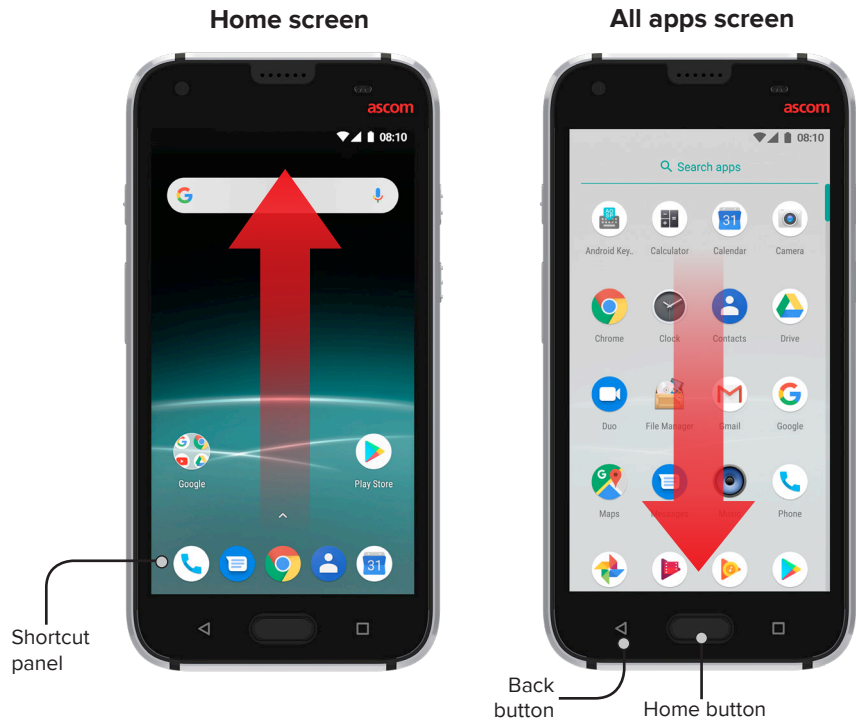 Home screen
All apps screen
ascom
08:10
Google
Play Store
31
Shortcut
panel
ascom
08:10
Search apps
31
Android Key..
Calculator
Calendar
Camera
Chrome
Clock
Contacts
Drive
Duo
File Manager
Gmail
Google
Maps
Messages
Music
Phone
Back
button
Home button